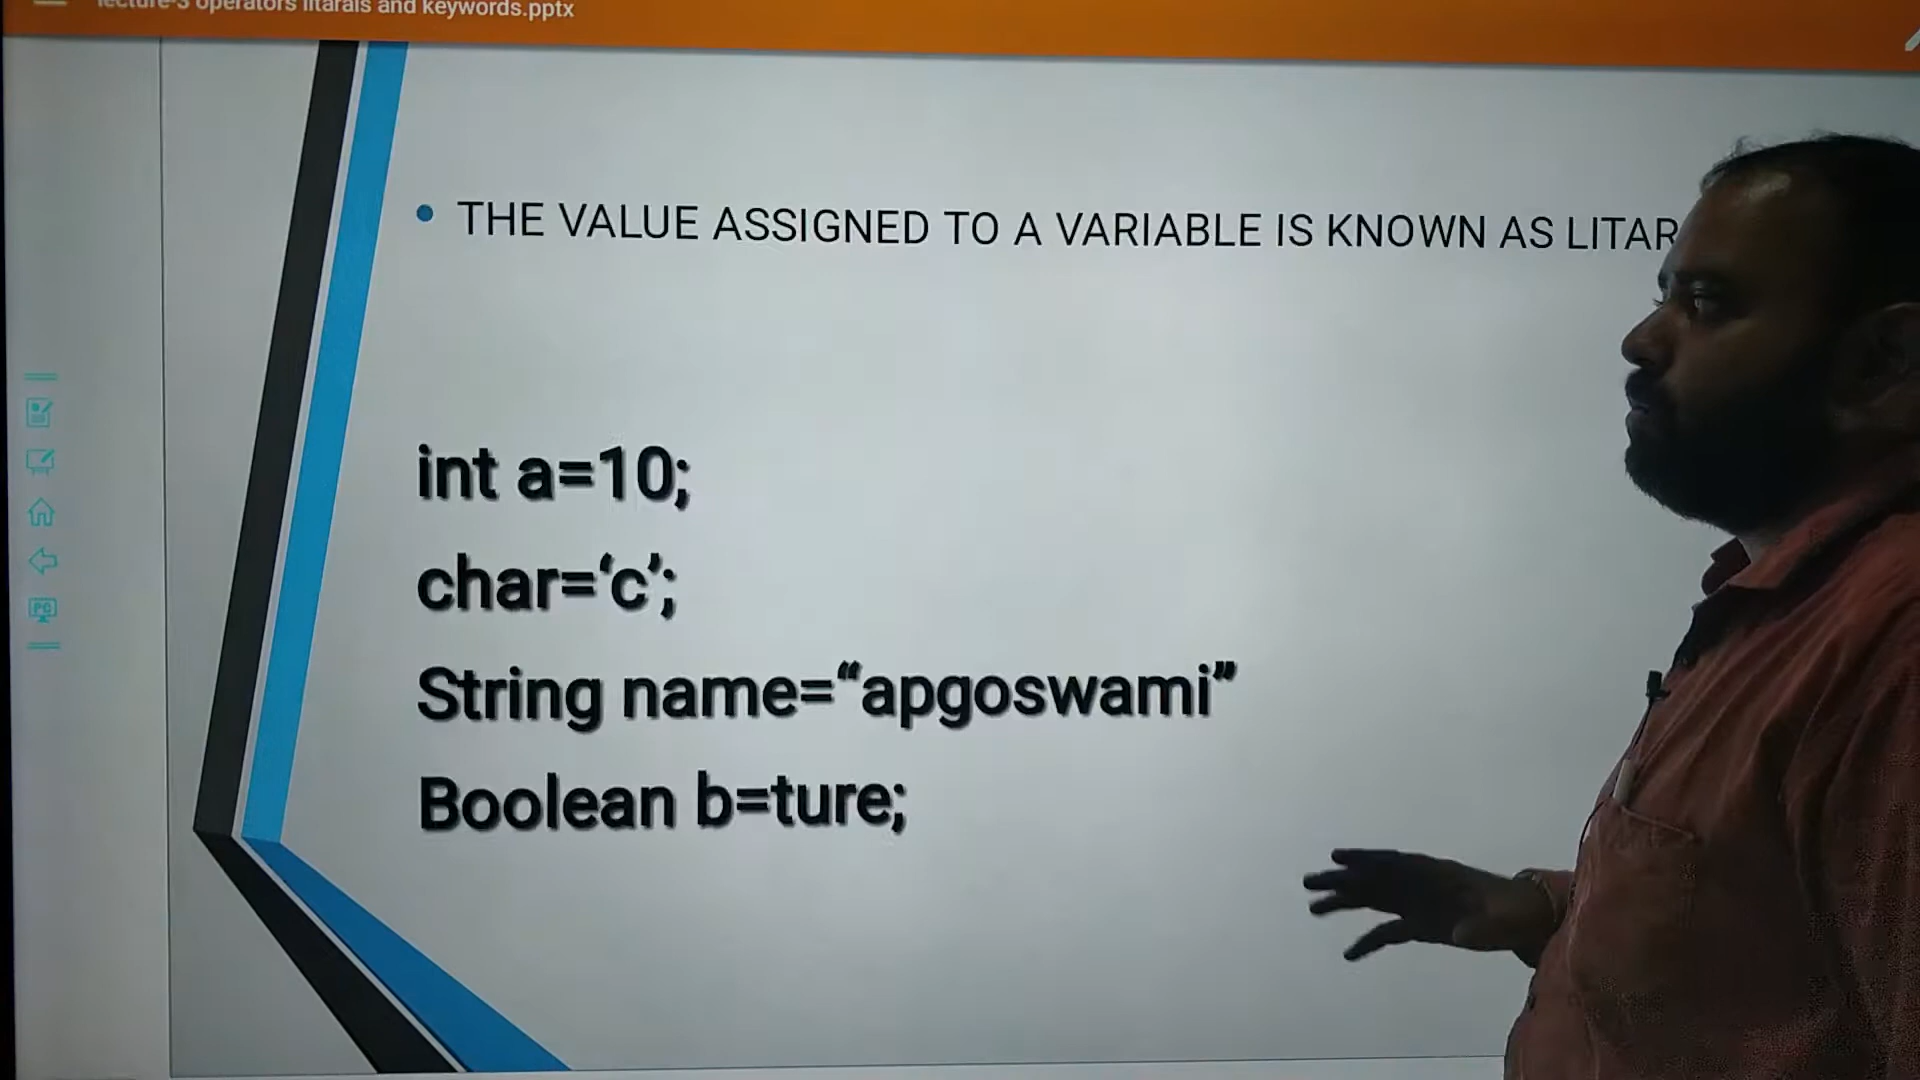 lecture-3 operators litarals and keywords.pptx
• THE VALUE ASSIGNED TO A VARIABLE IS KNOWN AS
int a=10;
char=‘c’;
String name=“apgoswami”
Boolean b=ture;
PC